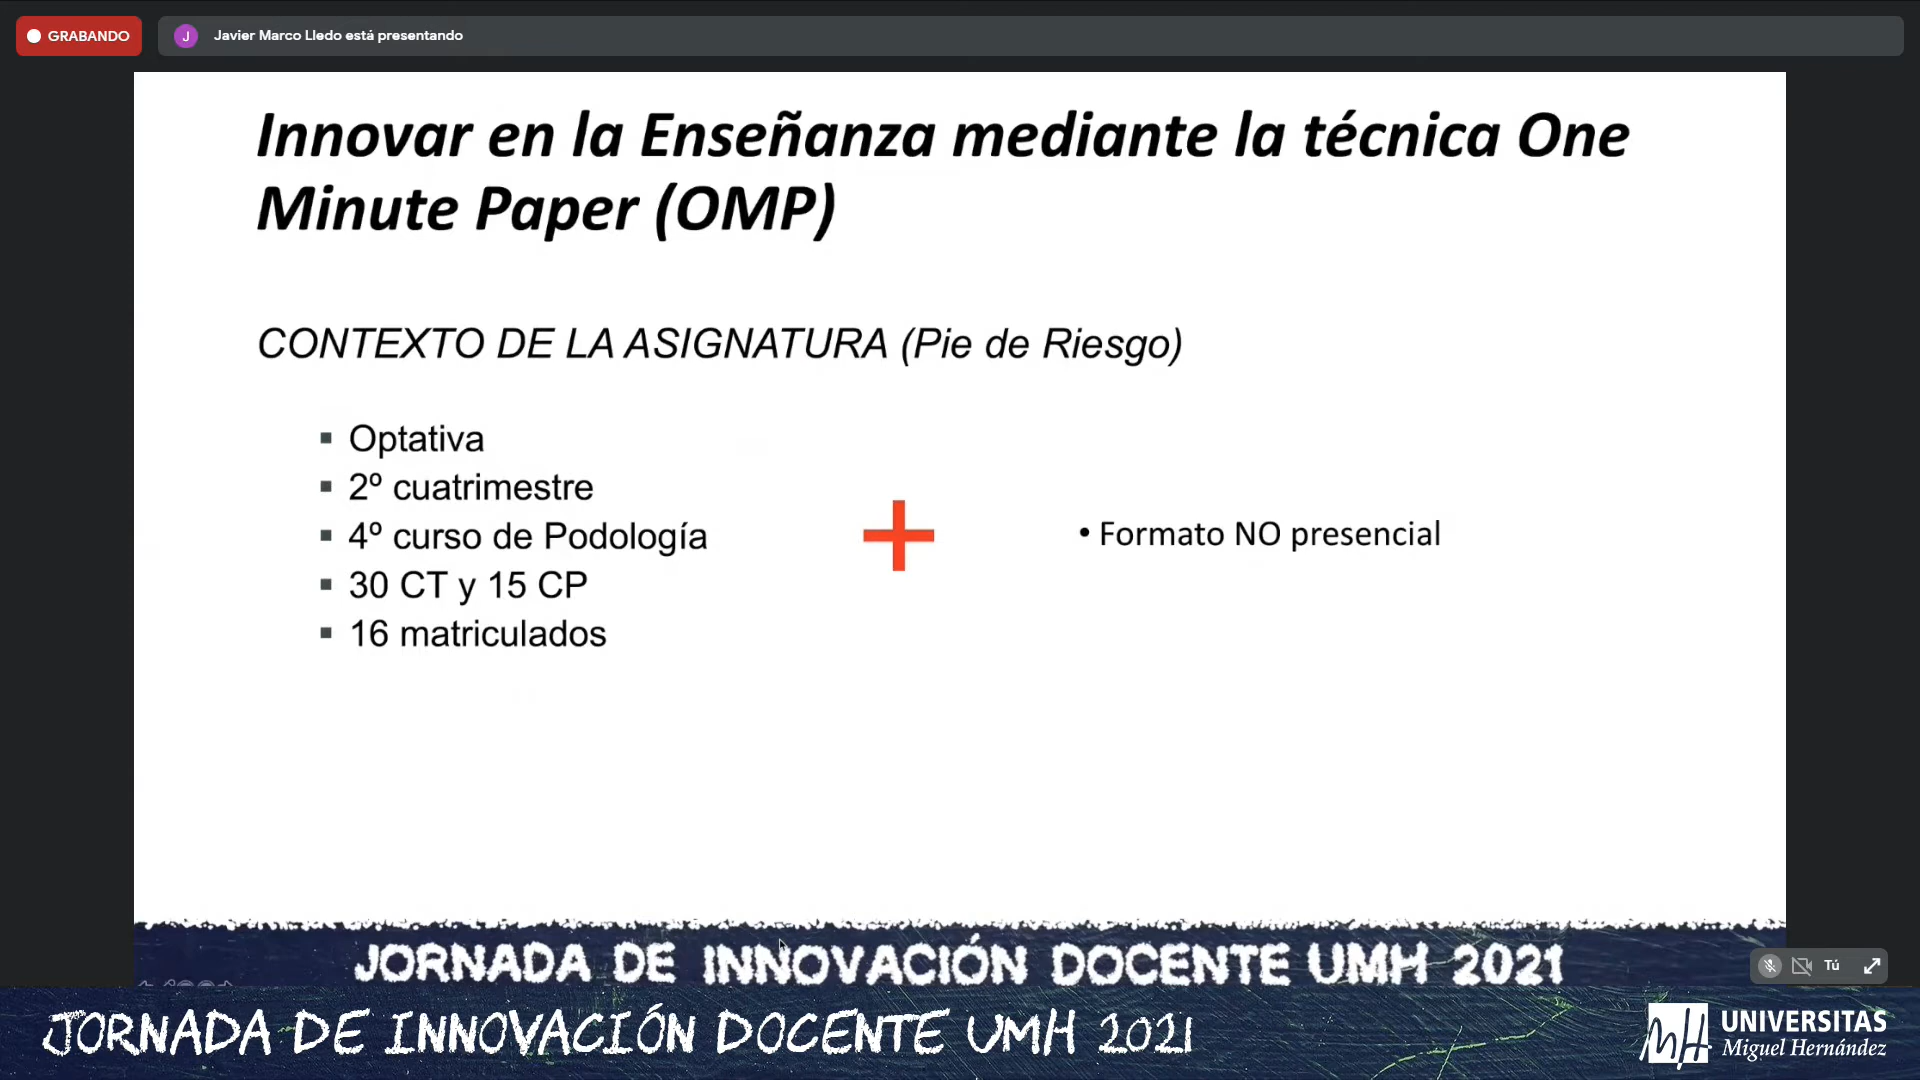 GRABANDO
J
Javier Marco Lledo está presentando
Innovar en la Enseñanza mediante la técnica One
Minute Paper (OMP)
CONTEXTO DE LA ASIGNATURA (Pie de Riesgo)
▪ Optativa
▪ 2º cuatrimestre
▪ 4º curso de Podología
▪ 30 CT y 15 CP
▪ 16 matriculados
• Formato NO presencial
JORNADA DE INNOVACIÓN DOCENTE UMH 2021
Tú
JORNADA DE INNOVACIÓN DOCENTE UMH 2021
UNIVERSITAS
Miguel Hernández